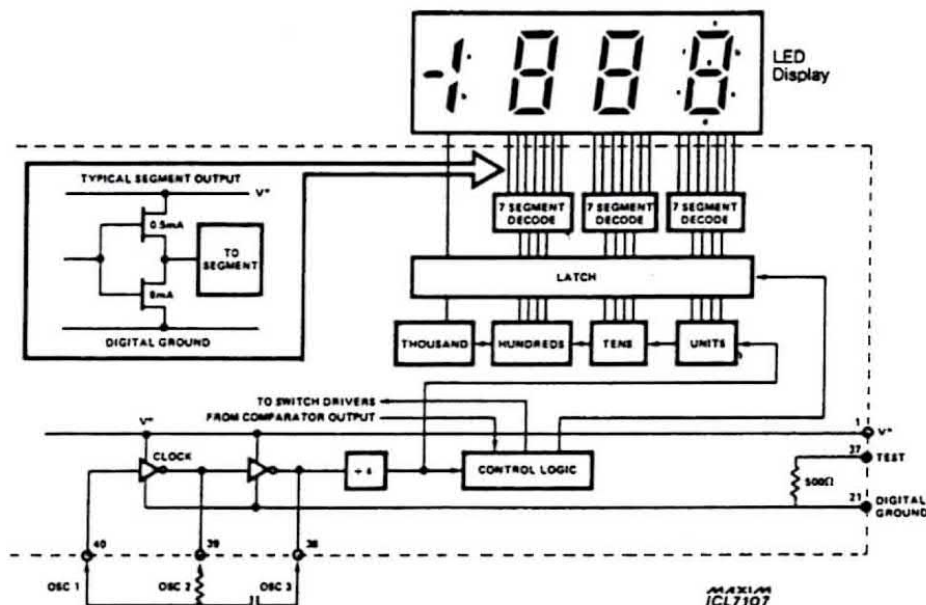 LED
Display
TYPICAL SEGMENT OUTPUT
V+
0.5mA
TO
SEGMENT
8mA
DIGITAL GROUND
7 SEGMENT
DECODE
7 SEGMENT
DECODE
7 SEGMENT
DECODE
LATCH
THOUSAND
HUNDREDS
TENS
UNITS
TO SWITCH DRIVERS
FROM COMPARATOR OUTPUT
V+
1
V+
CLOCK
÷4
CONTROL LOGIC
37
TEST
500Ω
21
DIGITAL
GROUND
40
39
38
OSC 1
OSC 2
OSC 3
MAXIM
ICL7107